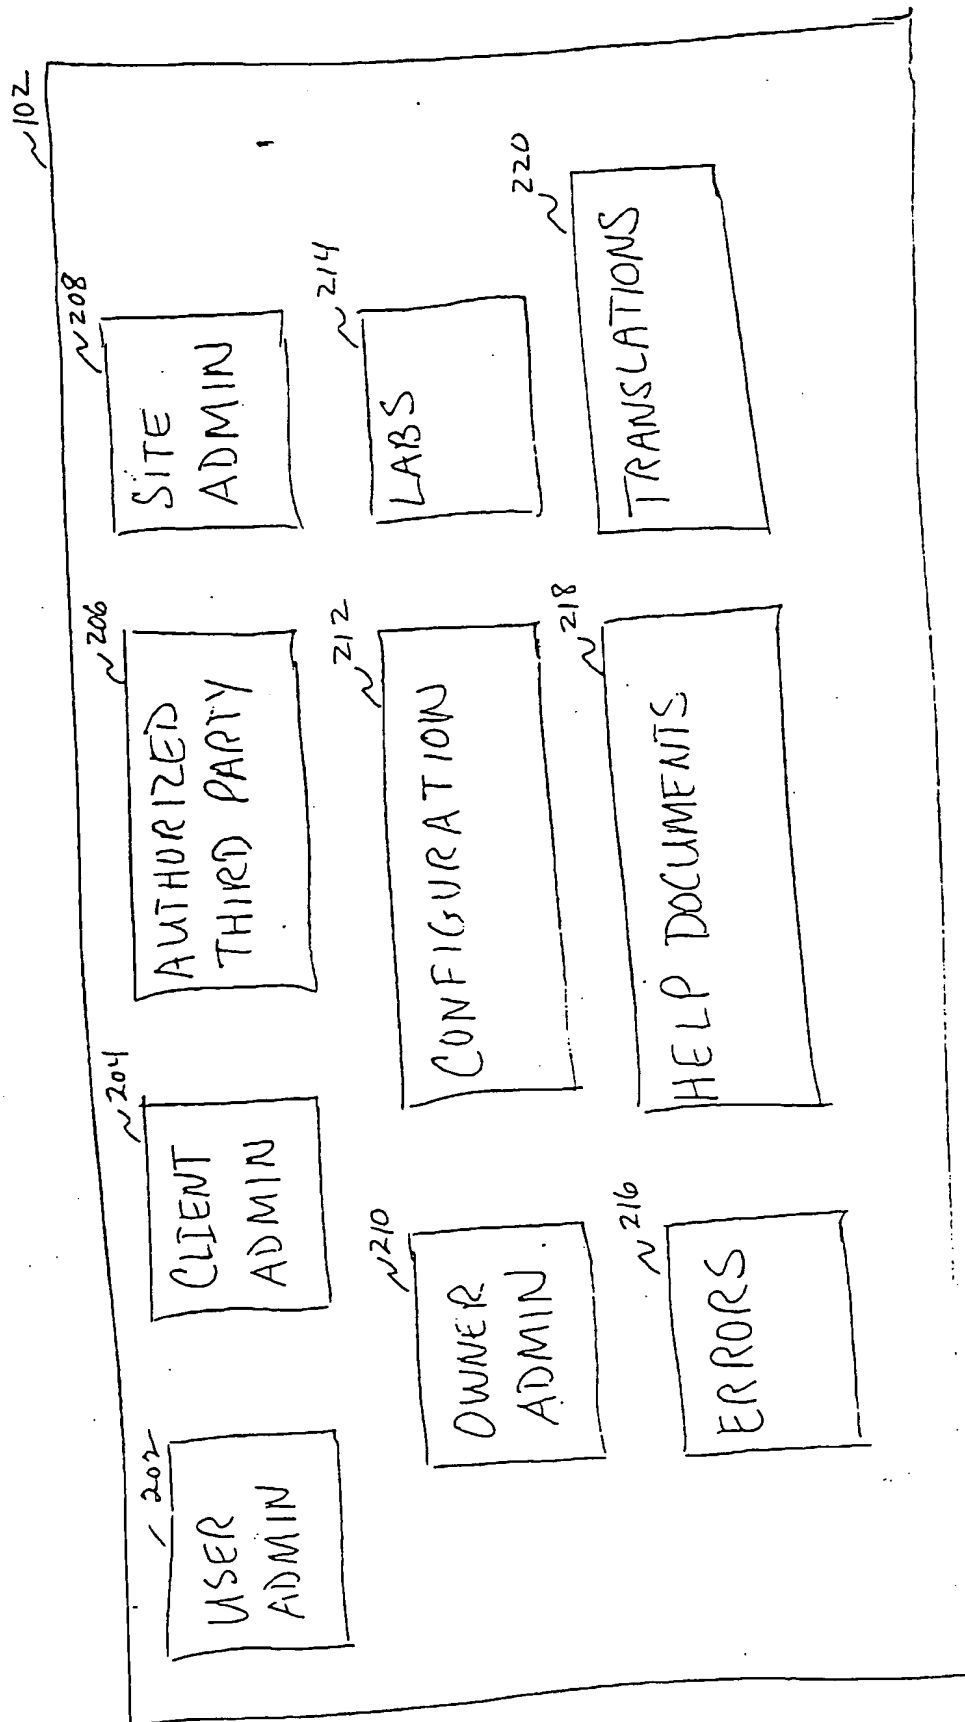 102
202
USER
ADMIN
204
CLIENT
ADMIN
206
AUTHORIZED
THIRD PARTY
208
SITE
ADMIN
210
OWNER
ADMIN
212
CONFIGURATION
214
LABS
216
ERRORS
218
HELP DOCUMENTS
220
TRANSLATIONS